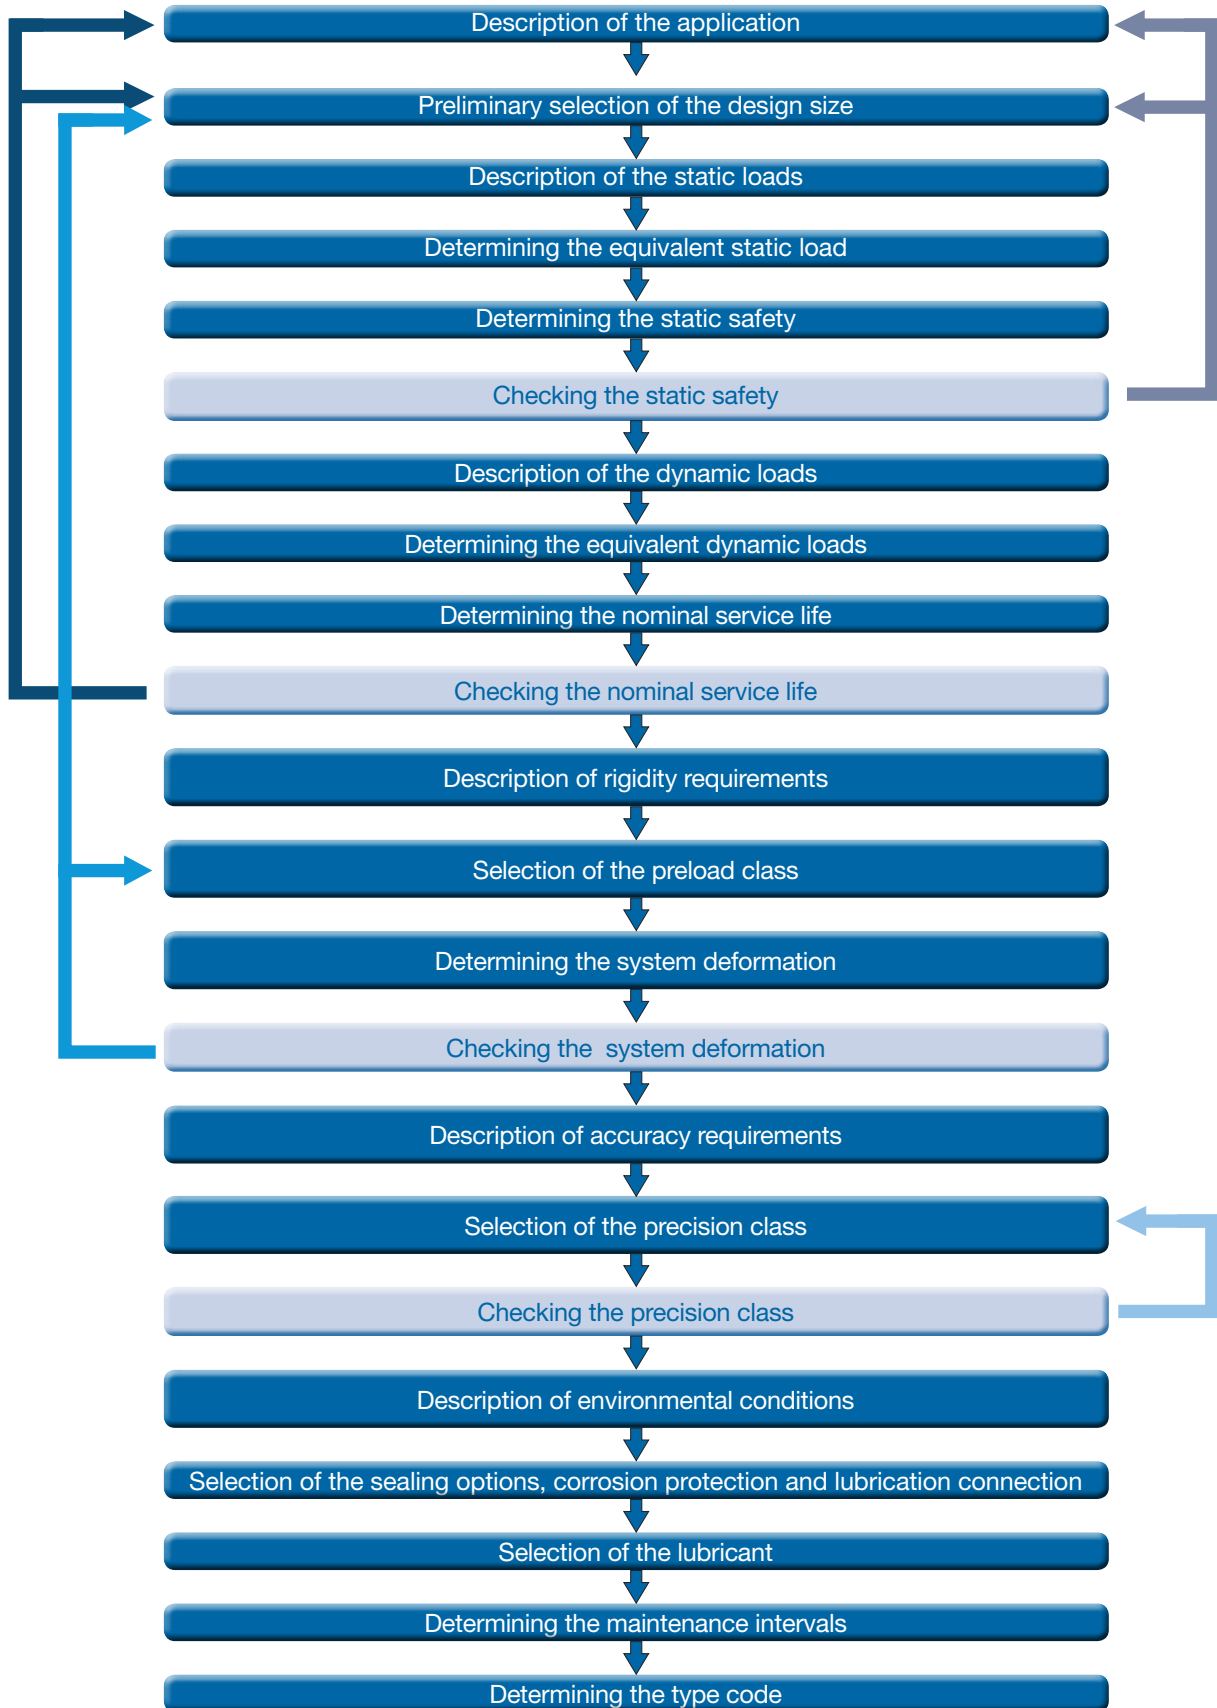 Description of the application
Preliminary selection of the design size
Description of the static loads
Determining the equivalent static load
Determining the static safety
Checking the static safety
Description of the dynamic loads
Determining the equivalent dynamic loads
Determining the nominal service life
Checking the nominal service life
Description of rigidity requirements
Selection of the preload class
Determining the system deformation
Checking the  system deformation
Description of accuracy requirements
Selection of the precision class
Checking the precision class
Description of environmental conditions
Selection of the sealing options, corrosion protection and lubrication connection
Selection of the lubricant
Determining the maintenance intervals
Determining the type code